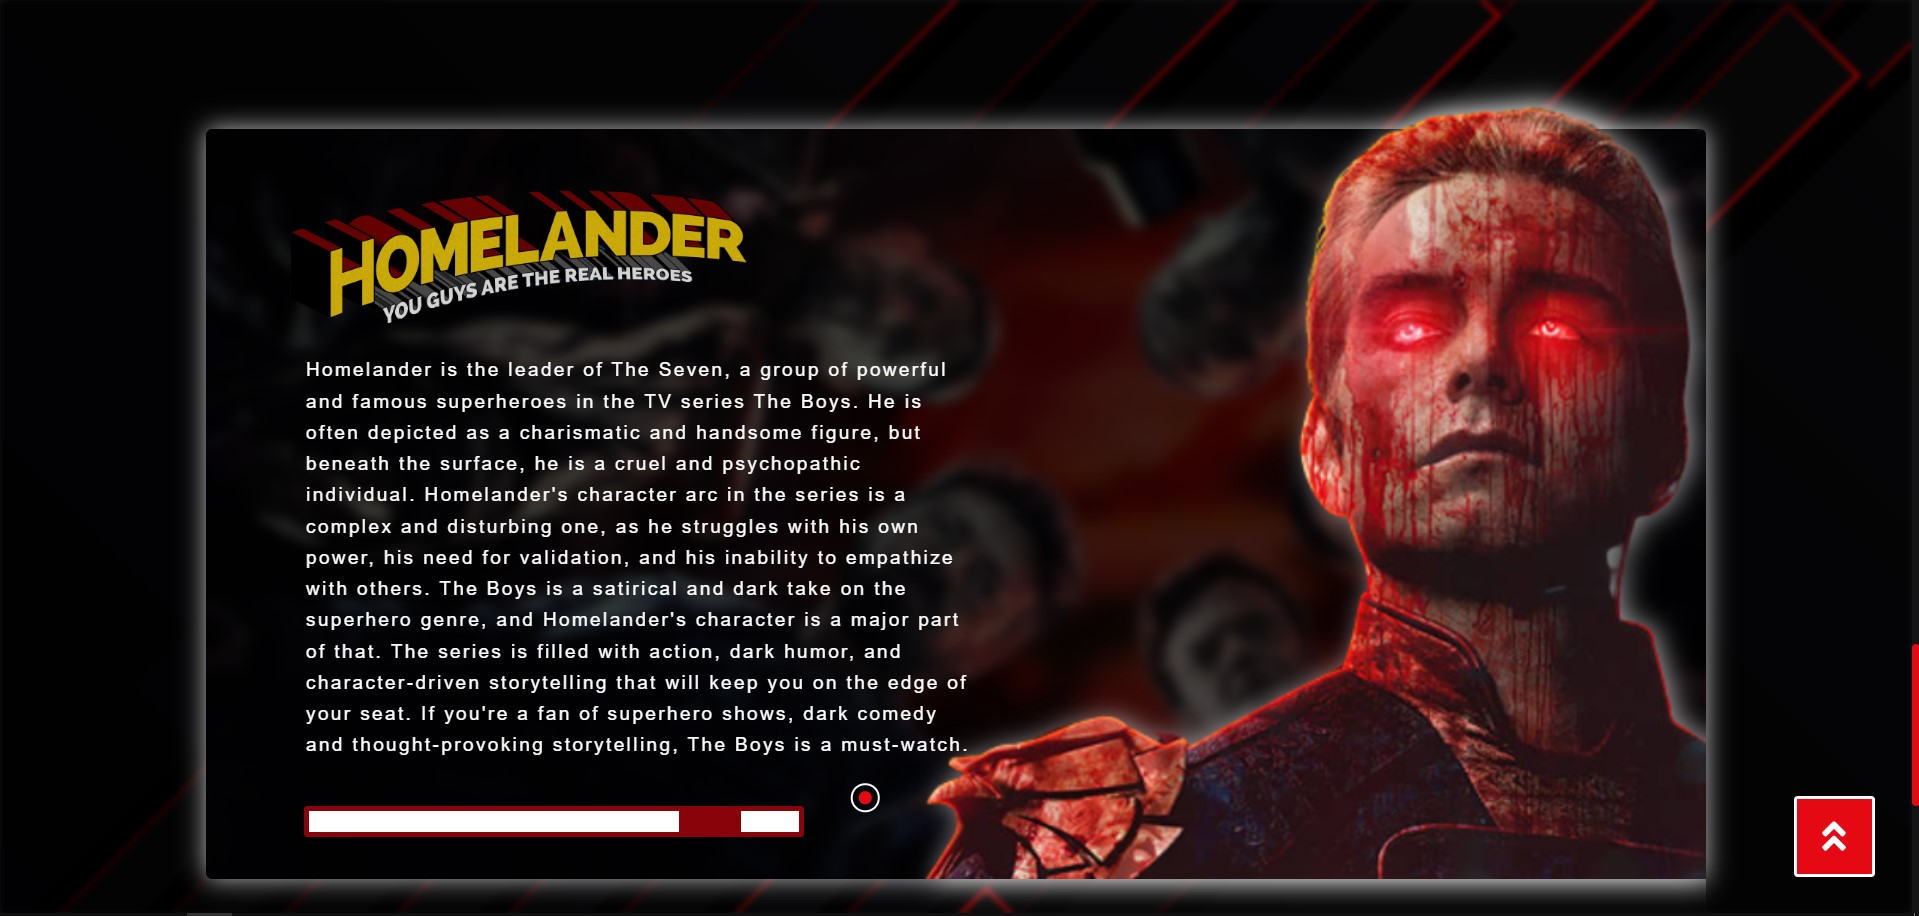 HOMELANDER
YOU GUYS ARE THE REAL HEROES
Homelander is the leader of The Seven, a group of powerful
and famous superheroes in the TV series The Boys. He is
often depicted as a charismatic and handsome figure, but
beneath the surface, he is a cruel and psychopathic
individual. Homelander's character arc in the series is a
complex and disturbing one, as he struggles with his own
power, his need for validation, and his inability to empathize
with others. The Boys is a satirical and dark take on the
superhero genre, and Homelander's character is a major part
of that. The series is filled with action, dark humor, and
character-driven storytelling that will keep you on the edge of
your seat. If you're a fan of superhero shows, dark comedy
and thought-provoking storytelling, The Boys is a must-watch.